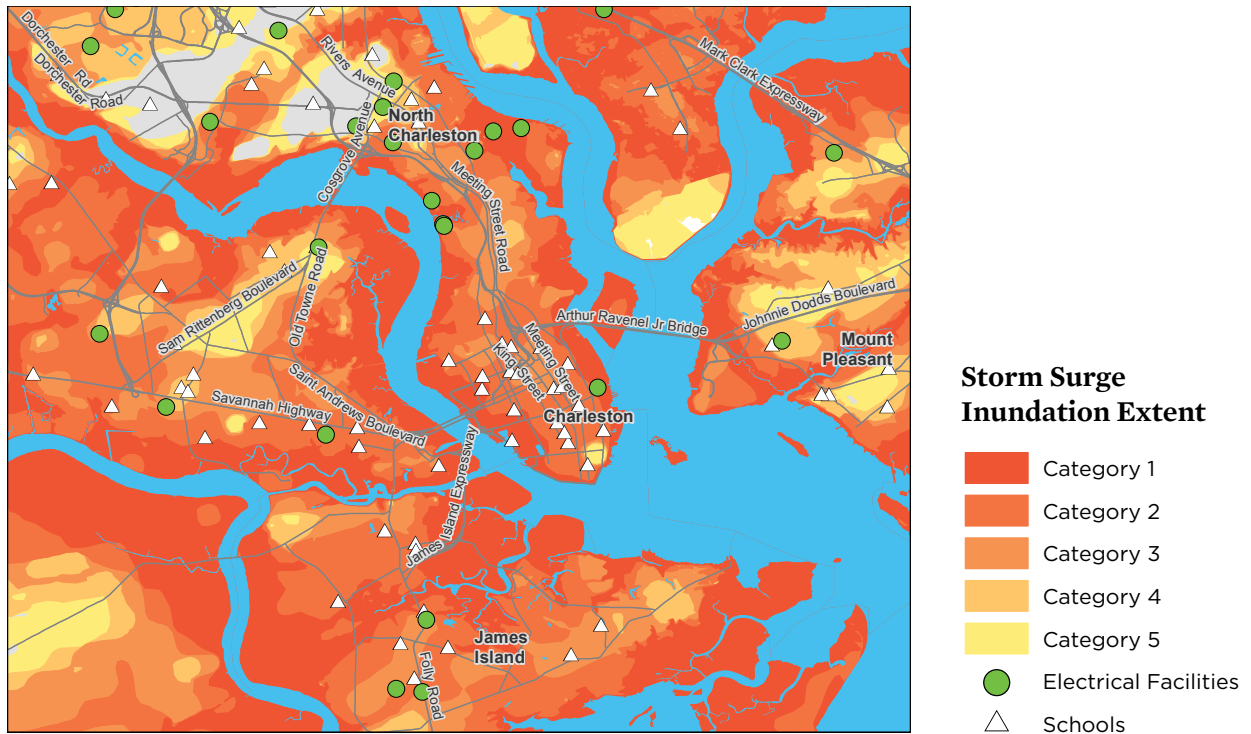 Dorchester Rd
Dorchester Road
Rivers Avenue
Mark Clark Expressway
North
Charleston
Cosgrove Avenue
Meeting Street Road
Sam Rittenberg Boulevard
Old Towne Road
Arthur Ravenel Jr Bridge
Johnnie Dodds Boulevard
Mount
Pleasant
Meeting Street
King Street
Saint Andrews Boulevard
Savannah Highway
Charleston
James Island Expressway
James
Island
Folly Road
Storm Surge
Inundation Extent
Category 1
Category 2
Category 3
Category 4
Category 5
Electrical Facilities
Schools